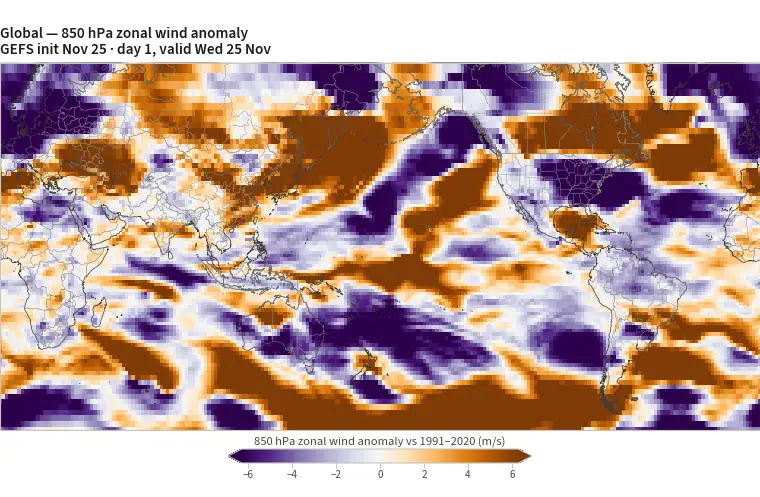 Global — 850 hPa zonal wind anomaly
GEFS init Nov 25 · day 1, valid Wed 25 Nov
850 hPa zonal wind anomaly vs 1991–2020 (m/s)
−6 −4 −2 0 2 4 6